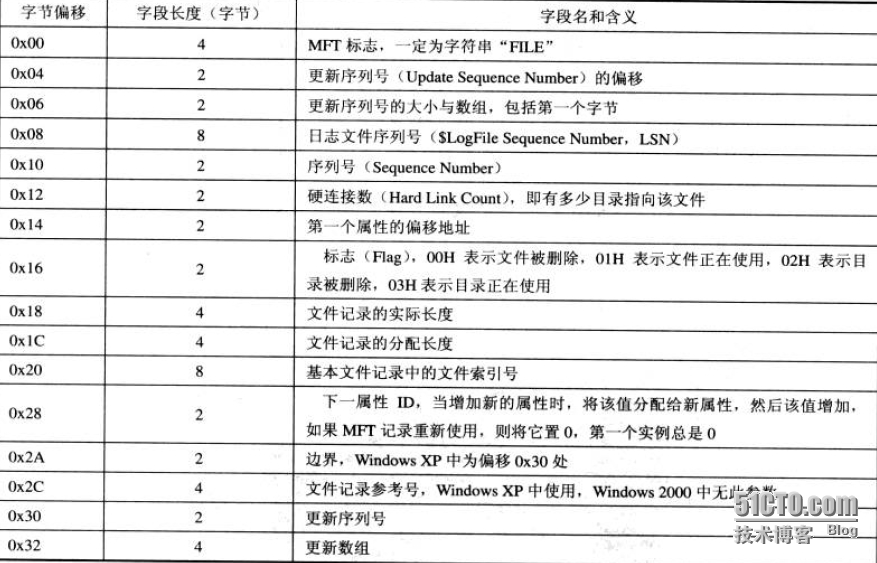 字节偏移 字段长度（字节） 字段名和含义
0x00 4 MFT 标志，一定为字符串“FILE”
0x04 2 更新序列号（Update Sequence Number）的偏移
0x06 2 更新序列号的大小与数组，包括第一个字节
0x08 8 日志文件序列号（$LogFile Sequence Number，LSN）
0x10 2 序列号（Sequence Number）
0x12 2 硬连接数（Hard Link Count），即有多少目录指向该文件
0x14 2 第一个属性的偏移地址
0x16 2 标志（Flag），00H 表示文件被删除，01H 表示文件正在使用，02H 表示目
录被删除，03H 表示目录正在使用
0x18 4 文件记录的实际长度
0x1C 4 文件记录的分配长度
0x20 8 基本文件记录中的文件索引号
0x28 2 下一属性 ID，当增加新的属性时，将该值分配给新属性，然后该值增加，
如果 MFT 记录重新使用，则将它置 0，第一个实例总是 0
0x2A 2 边界，Windows XP 中为偏移 0x30 处
0x2C 4 文件记录参考号，Windows XP 中使用，Windows 2000 中无此参数
0x30 2 更新序列号
0x32 4 更新数组
51CTO.com
技术博客 Blog